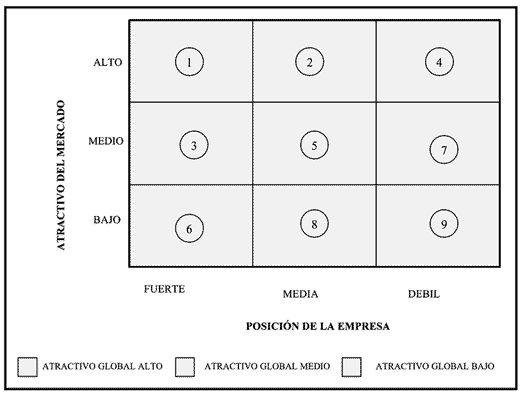 ATRACTIVO DEL MERCADO
ALTO
1
2
4
MEDIO
3
5
7
BAJO
6
8
9
FUERTE
MEDIA
DEBIL
POSICIÓN DE LA EMPRESA
ATRACTIVO GLOBAL ALTO
ATRACTIVO GLOBAL MEDIO
ATRACTIVO GLOBAL BAJO